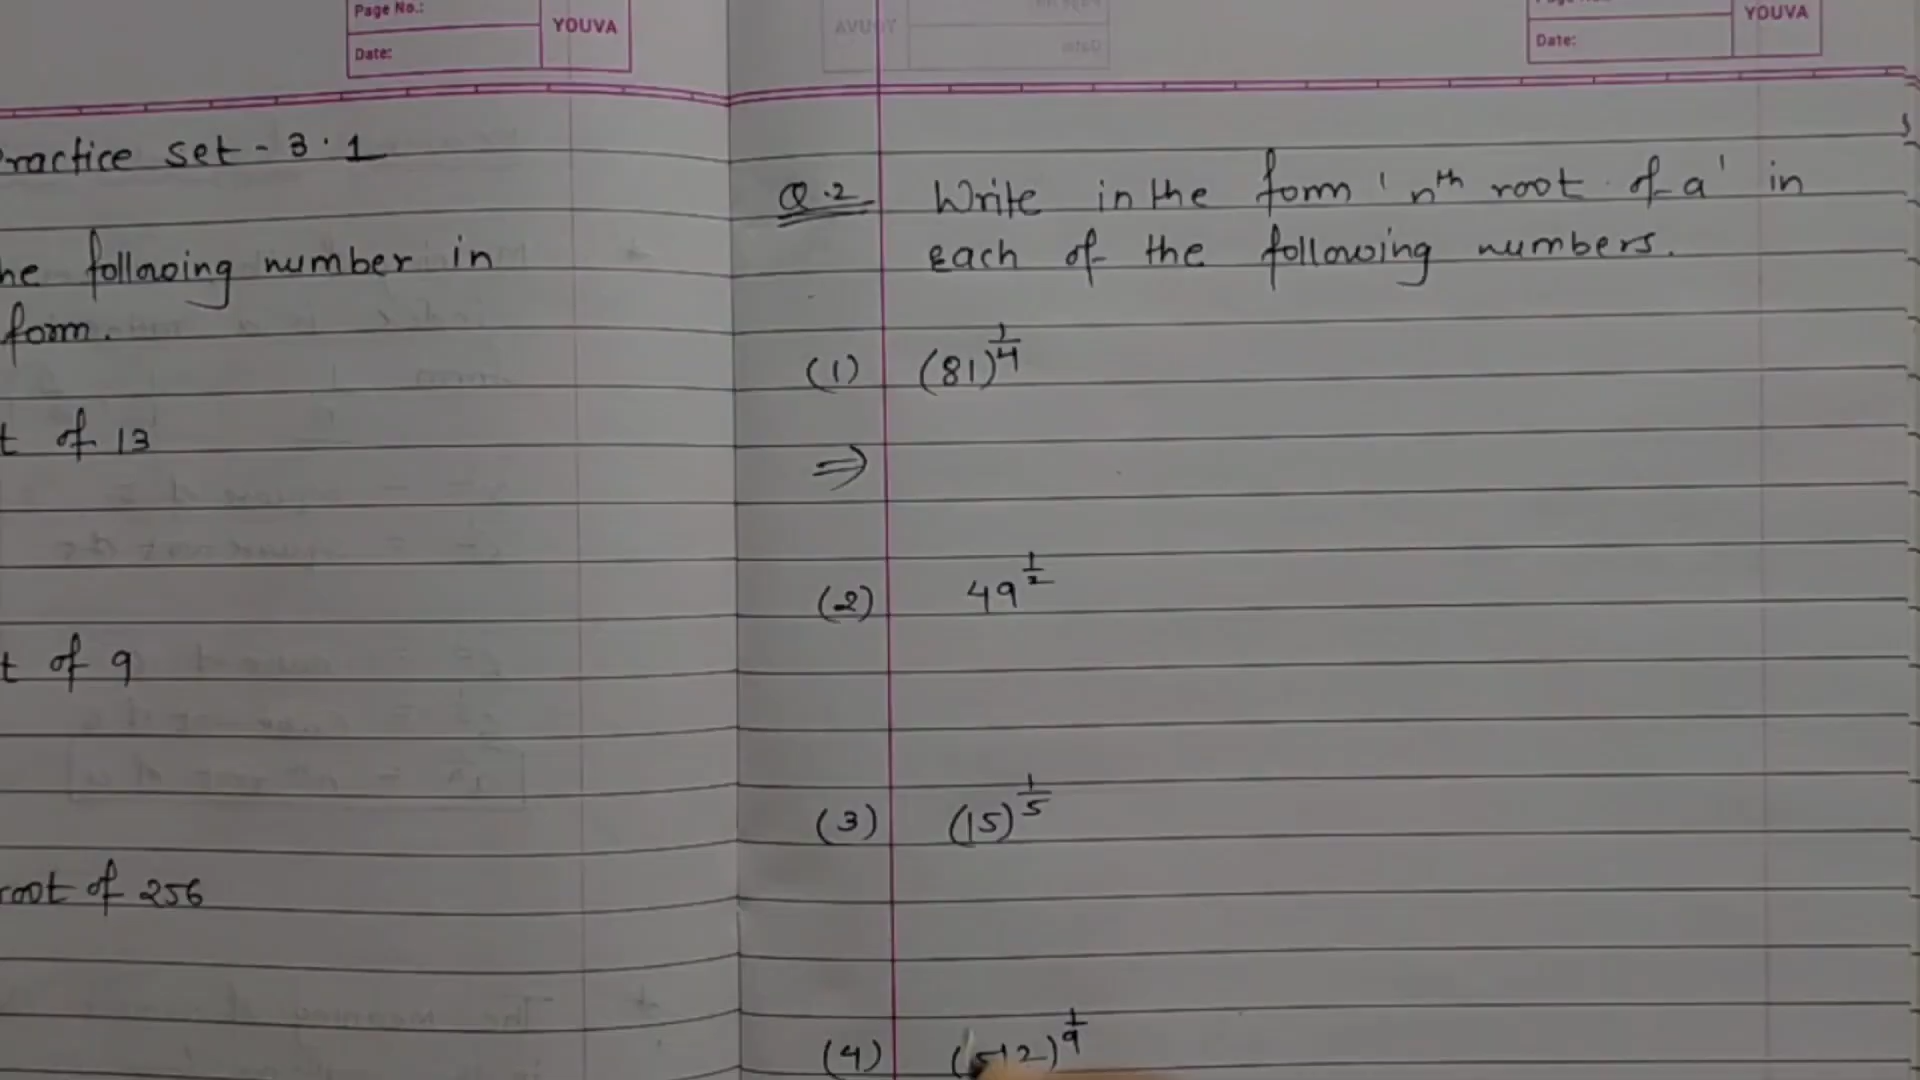 Page No.:
Date:
YOUVA
Date:
YOUVA
Practice set - 3.1
he following number in
form.
t of 13
t of 9
root of 256
Q.2 Write in the form 'nᵗʰ root of a' in
each of the following numbers.
(1) (81)^1/4
⇒
(2) 49^1/2
(3) (15)^1/5
(4) (512)^1/9